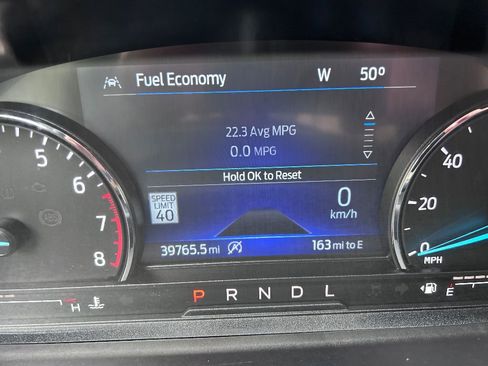 Fuel Economy W 50°
22.3 Avg MPG
0.0 MPG
Hold OK to Reset
SPEED
LIMIT
40
0
km/h
39765.5 mi 163 mi to E
P R N D L
5
6
7
8
H
40
20
0
MPH
E